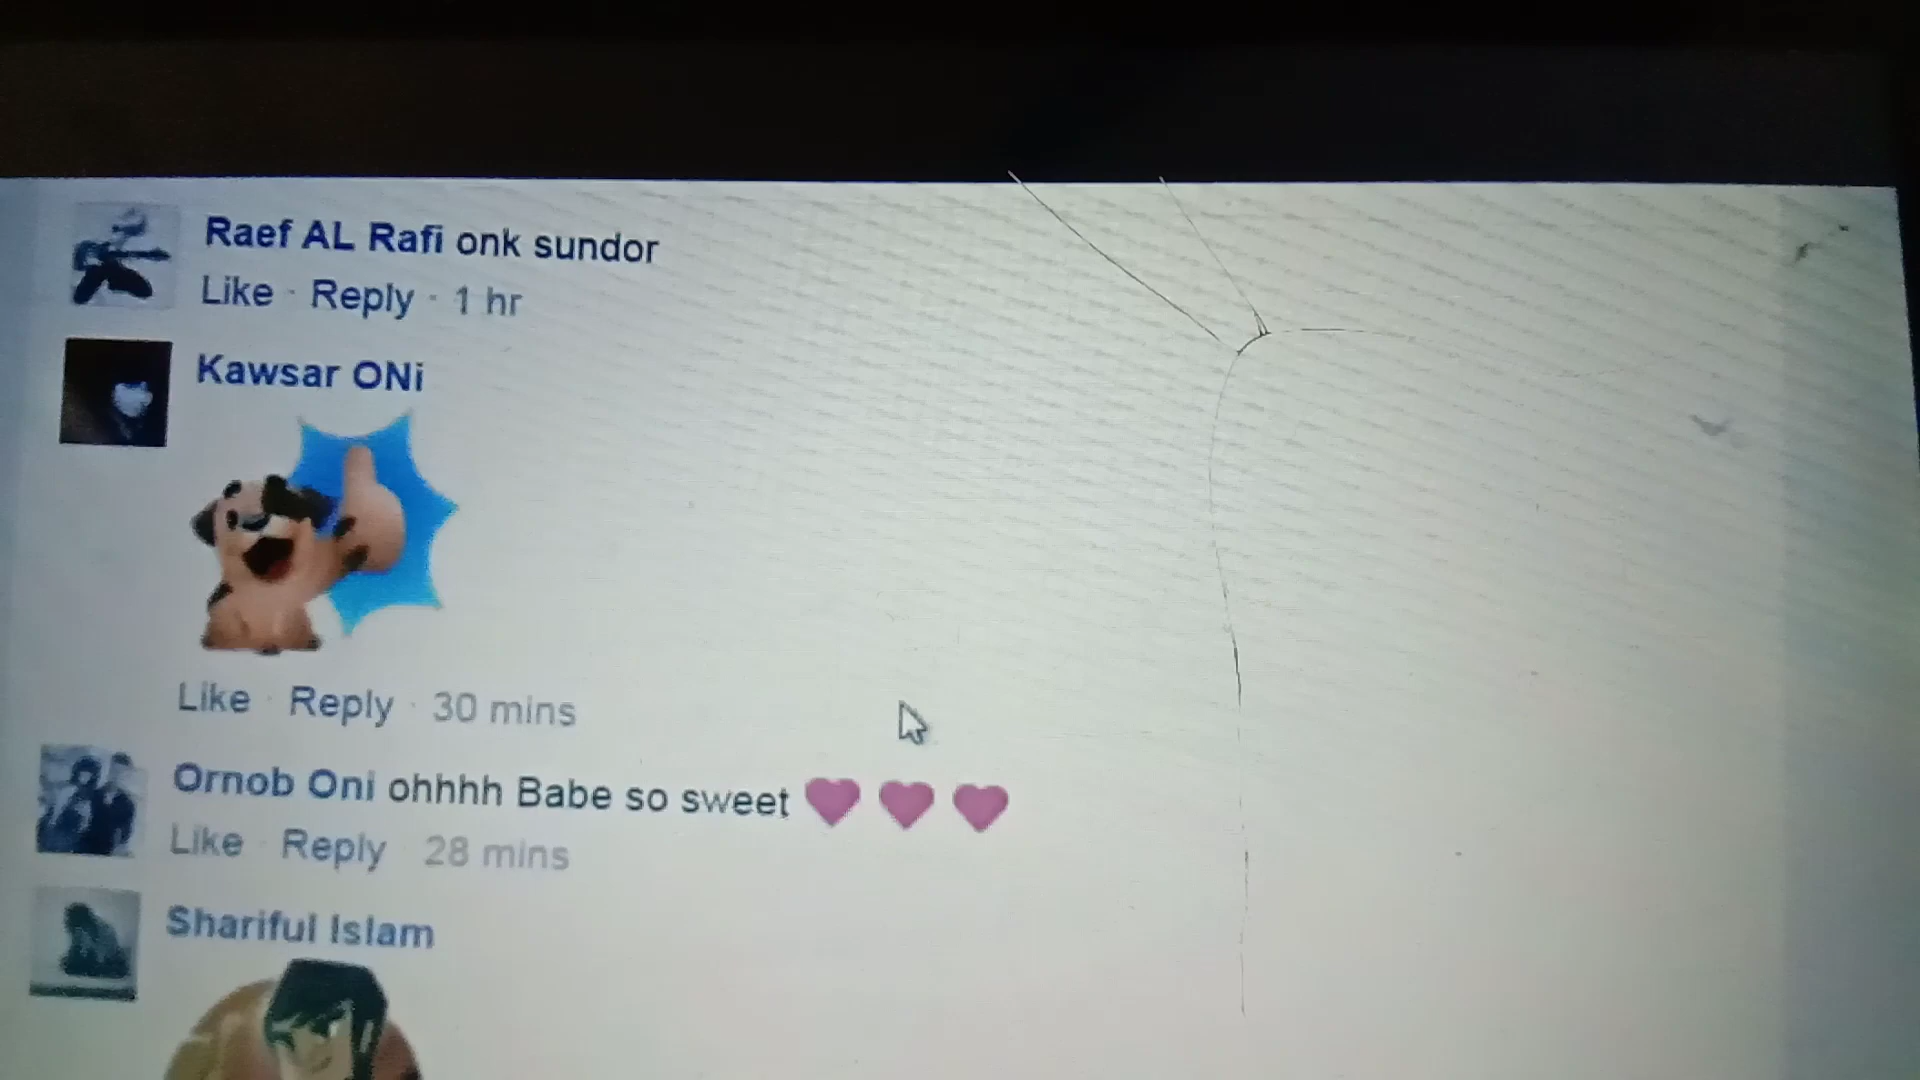 Raef AL Rafi onk sundor
Like · Reply · 1 hr
Kawsar ONi
Like · Reply · 30 mins
Ornob Oni ohhhh Babe so sweet
Like · Reply · 28 mins
Shariful Islam